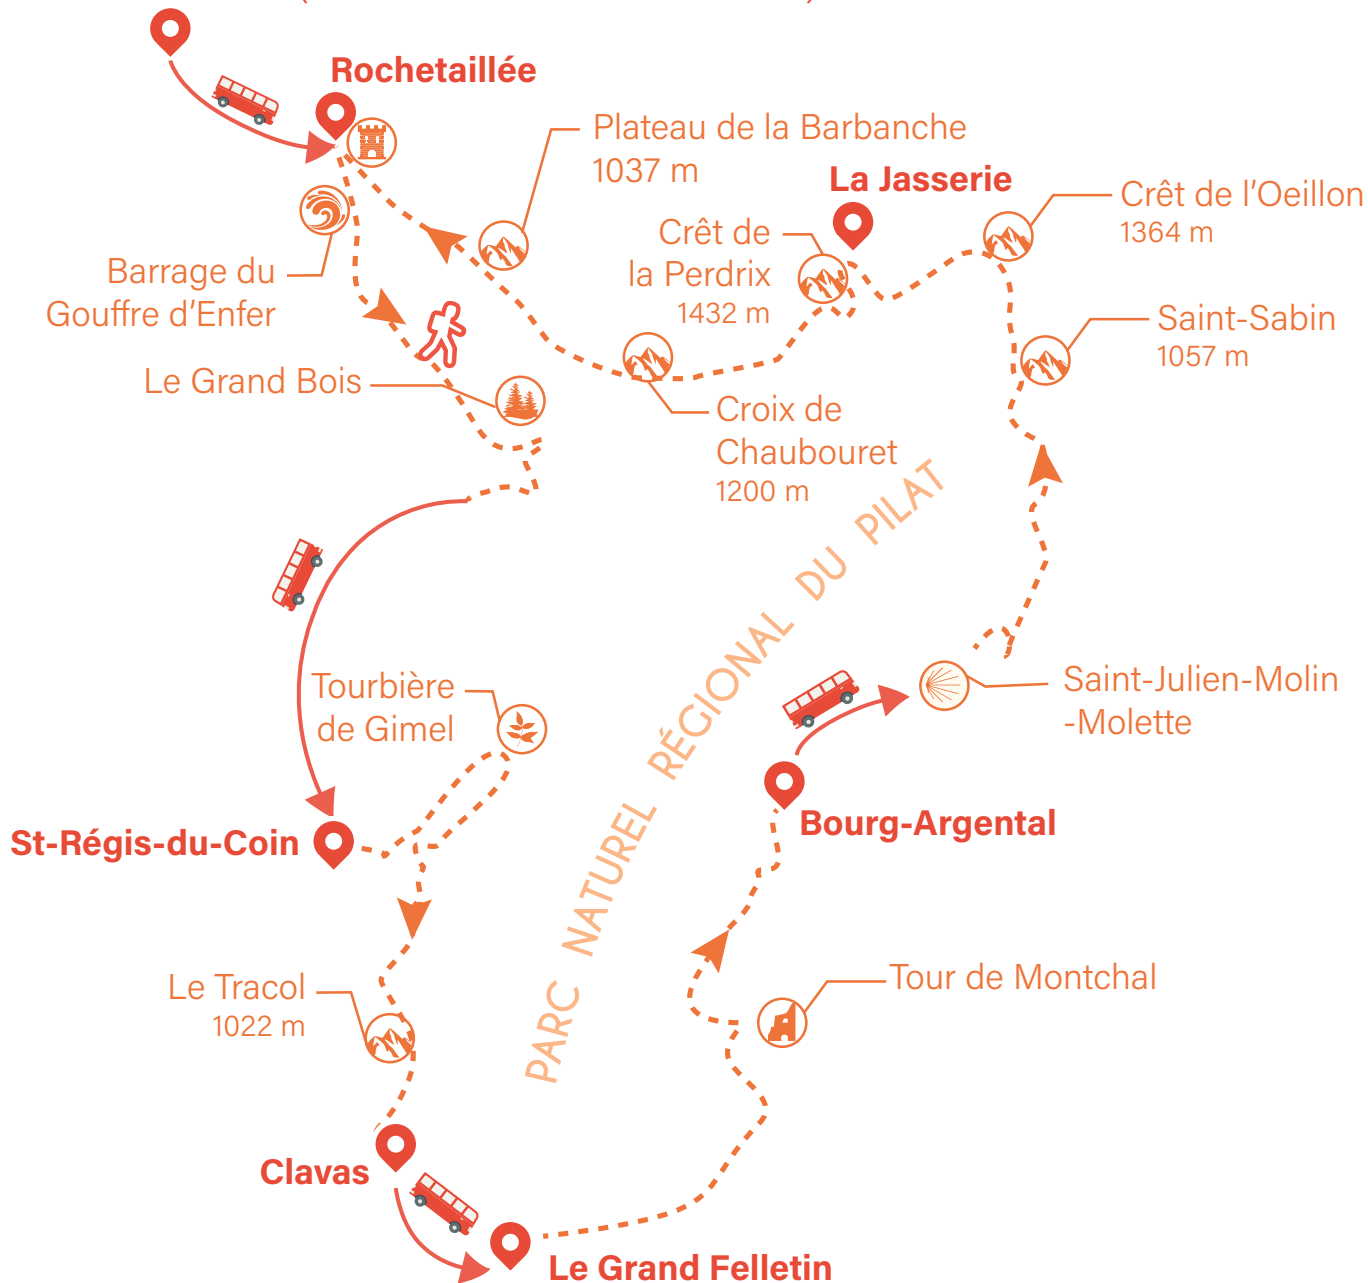 Rochetaillée
Plateau de la Barbanche
1037 m
La Jasserie
Crêt de l'Oeillon
1364 m
Crêt de
la Perdrix
1432 m
Barrage du
Gouffre d'Enfer
Saint-Sabin
1057 m
Le Grand Bois
Croix de
Chaubouret
1200 m
PARC NATUREL RÉGIONAL DU PILAT
Tourbière
de Gimel
Saint-Julien-Molin
-Molette
St-Régis-du-Coin
Bourg-Argental
Le Tracol
1022 m
Tour de Montchal
Clavas
Le Grand Felletin